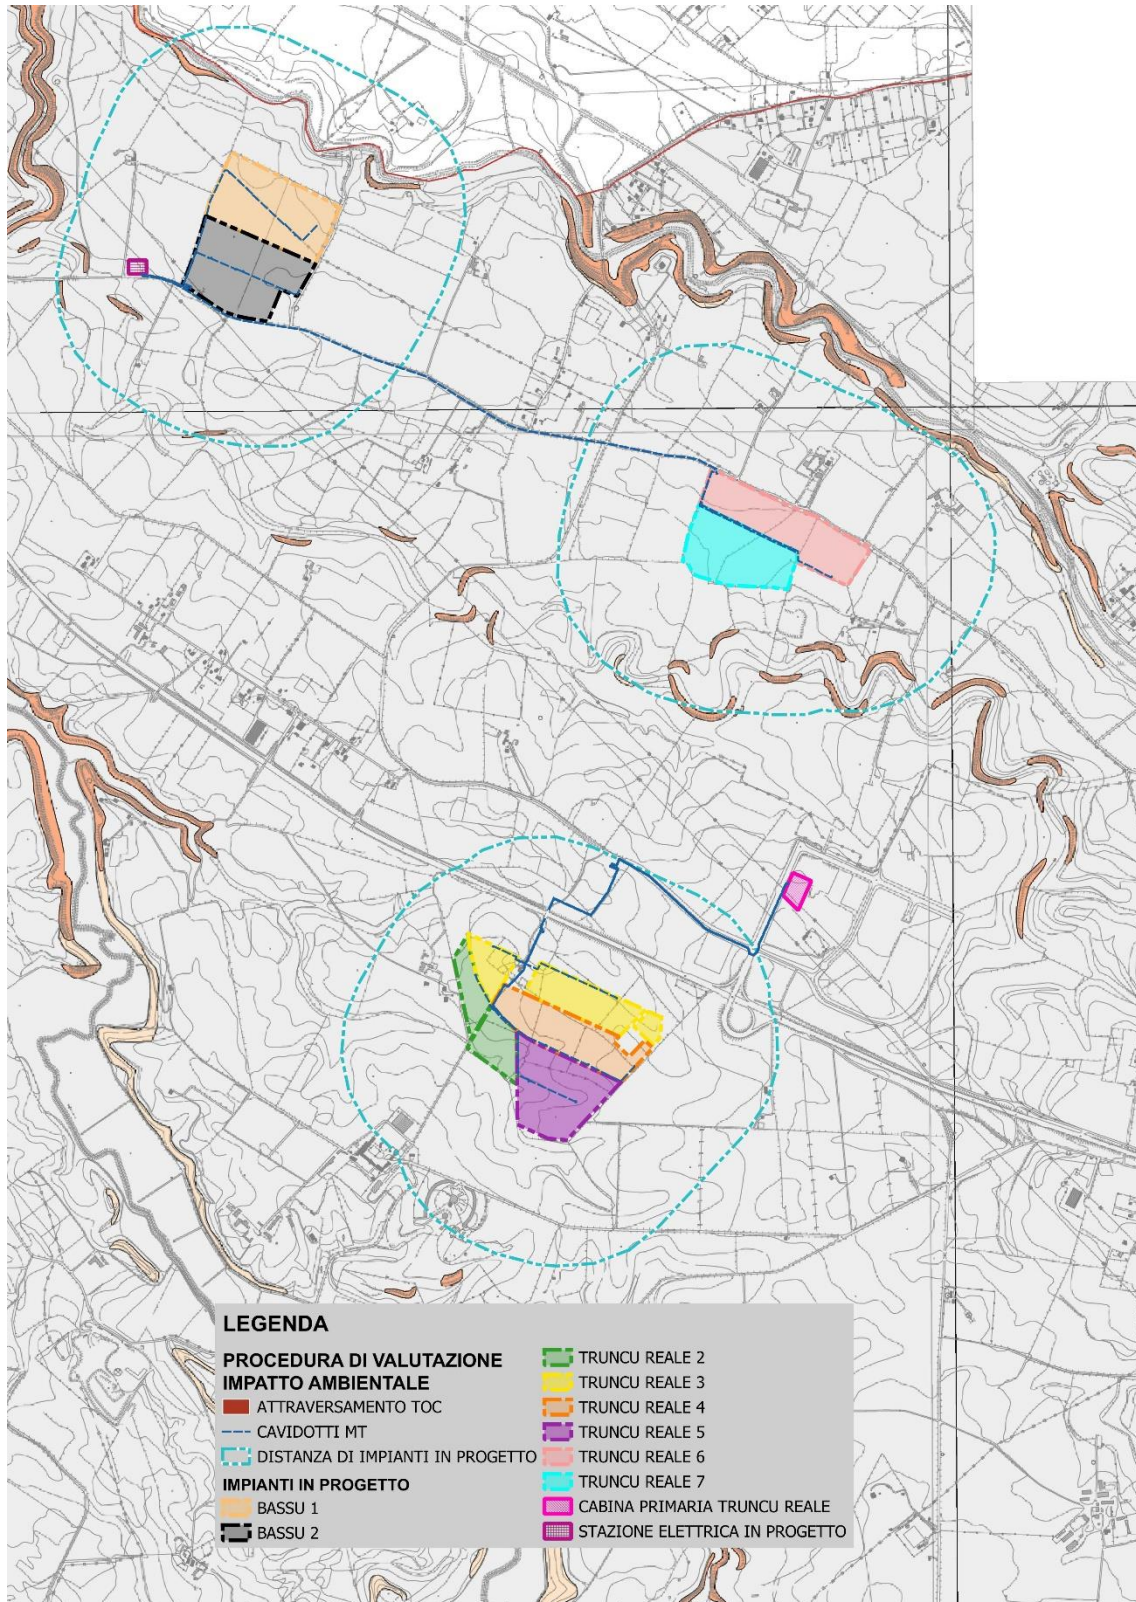 LEGENDA
PROCEDURA DI VALUTAZIONE
IMPATTO AMBIENTALE
ATTRAVERSAMENTO TOC
CAVIDOTTI MT
DISTANZA DI IMPIANTI IN PROGETTO
IMPIANTI IN PROGETTO
BASSU 1
BASSU 2
TRUNCU REALE 2
TRUNCU REALE 3
TRUNCU REALE 4
TRUNCU REALE 5
TRUNCU REALE 6
TRUNCU REALE 7
CABINA PRIMARIA TRUNCU REALE
STAZIONE ELETTRICA IN PROGETTO